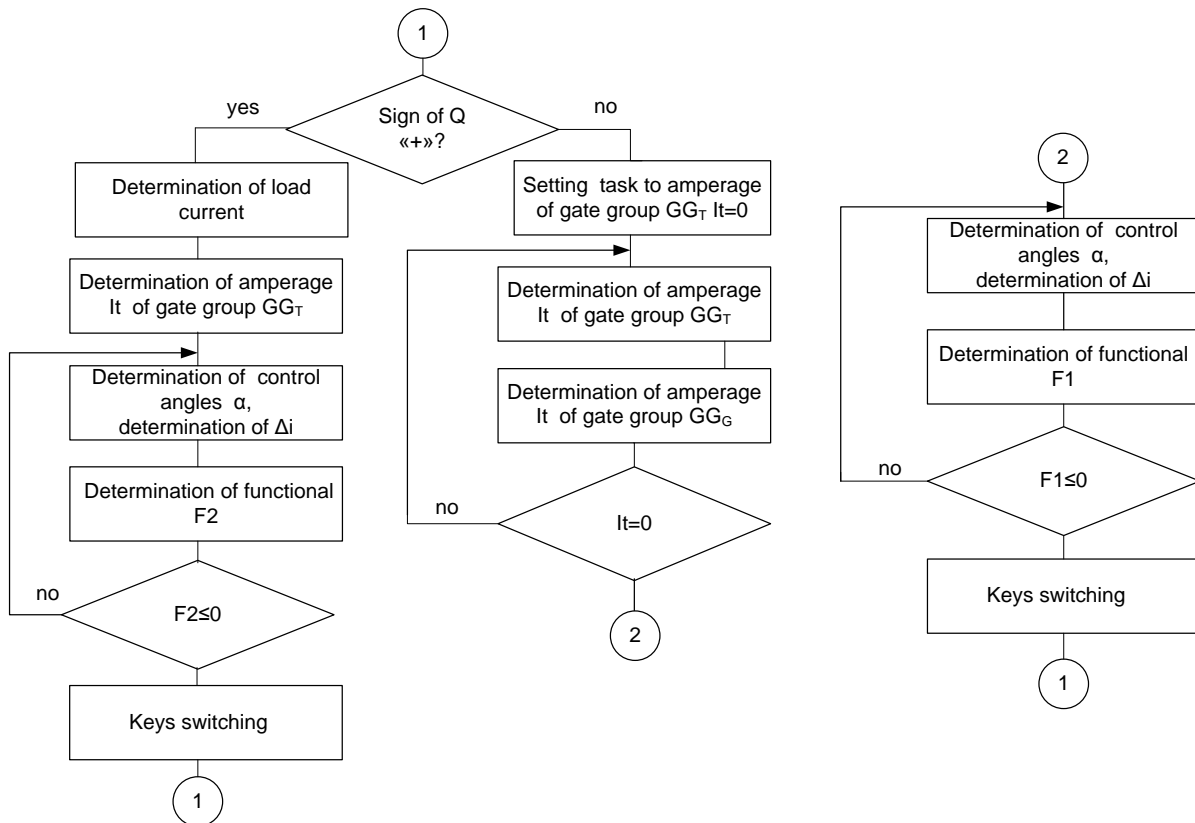 1
yes
Sign of Q
«+»?
no
Determination of load
current
Determination of amperage
It of gate group GG_T
Determination of control
angles α,
determination of Δi
Determination of functional
F2
no
F2≤0
Keys switching
1
Setting task to amperage
of gate group GG_T It=0
Determination of amperage
It of gate group GG_T
Determination of amperage
It of gate group GG_G
no
It=0
2
2
Determination of control
angles α,
determination of Δi
Determination of functional
F1
no
F1≤0
Keys switching
1